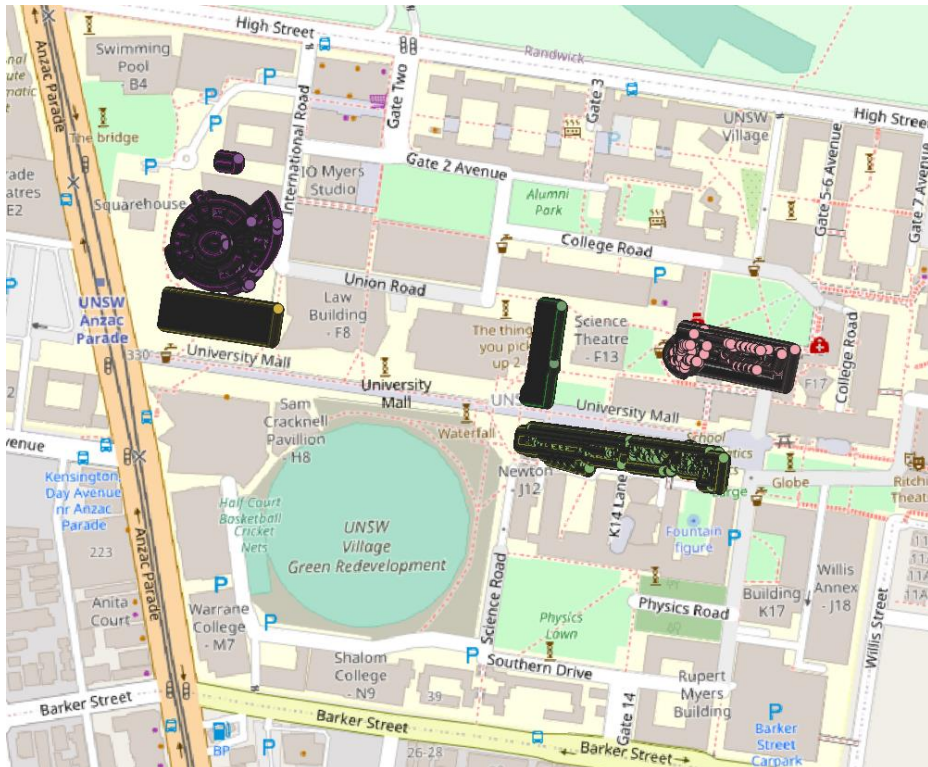 High Street
Swimming
Pool
- B4
Randwick
Anzac Parade
International Road
Gate Two
Gate 3
High Street
UNSW
Village
The bridge
IO Myers
Studio
Gate 2 Avenue
Gate 5-6 Avenue
Gate 7 Avenue
Squarehouse
E2
Alumni
Park
College Road
Union Road
UNSW
Anzac
Parade
Law
Building
- F8
The thing
you pick
up 2
Science
Theatre
- F13
College Road
F17
330
University Mall
University
Mall
UNS
University Mall
Sam
Cracknell
Pavillion
- H8
Waterfall
School
Newton
- J12
K14 Lane
Globe
Kensington,
Day Avenue
nr Anzac
Parade
Half Court
Basketball
Cricket
Nets
UNSW
Village
Green Redevelopment
Fountain
figure
223
Anzac Parade
Science Road
Anita
Court
Warrane
College
- M7
Physics
Lawn
Physics Road
Building
K17
Willis
Annex
- J18
Willis Street
Shalom
College
- N9
Southern Drive
39
Rupert
Myers
Building
Gate 14
Barker Street
Barker Street
Barker Street
Barker
Street
Carpark
BP
26-28